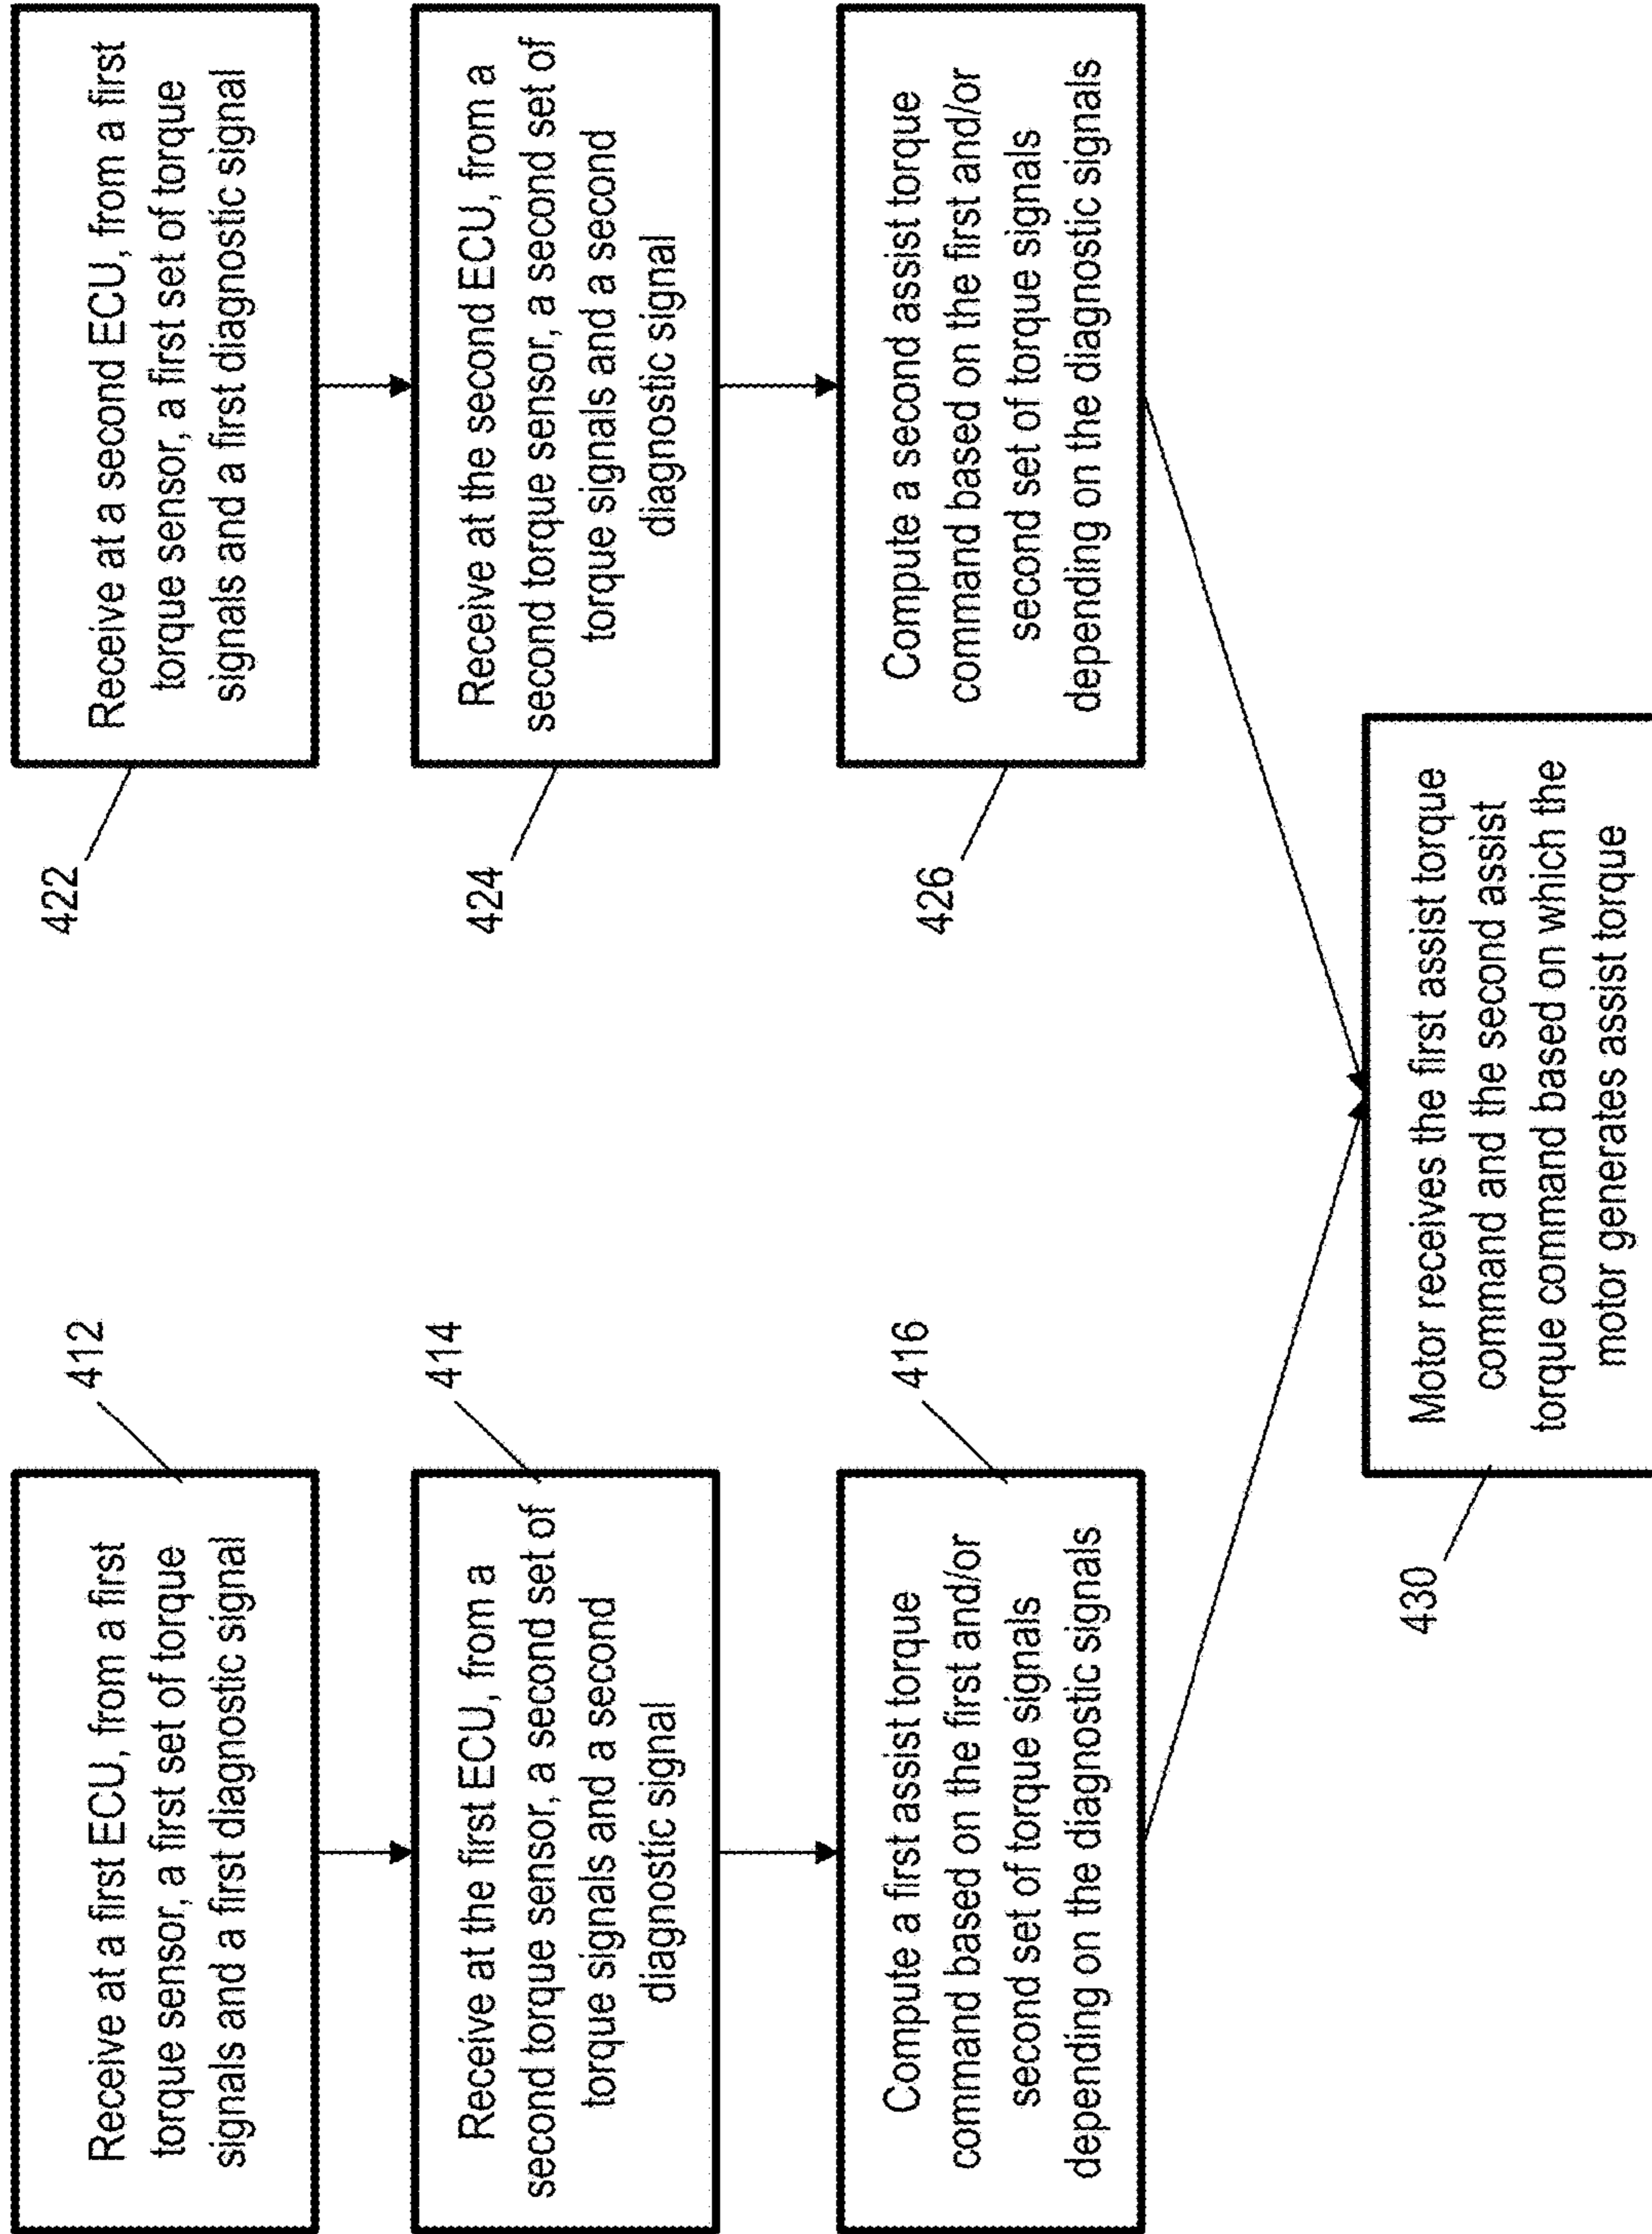 412
Receive at a first ECU, from a first
torque sensor, a first set of torque
signals and a first diagnostic signal
414
Receive at the first ECU, from a
second torque sensor, a second set of
torque signals and a second
diagnostic signal
416
Compute a first assist torque
command based on the first and/or
second set of torque signals
depending on the diagnostic signals
422
Receive at a second ECU, from a first
torque sensor, a first set of torque
signals and a first diagnostic signal
424
Receive at the second ECU, from a
second torque sensor, a second set of
torque signals and a second
diagnostic signal
426
Compute a second assist torque
command based on the first and/or
second set of torque signals
depending on the diagnostic signals
430
Motor receives the first assist torque
command and the second assist
torque command based on which the
motor generates assist torque